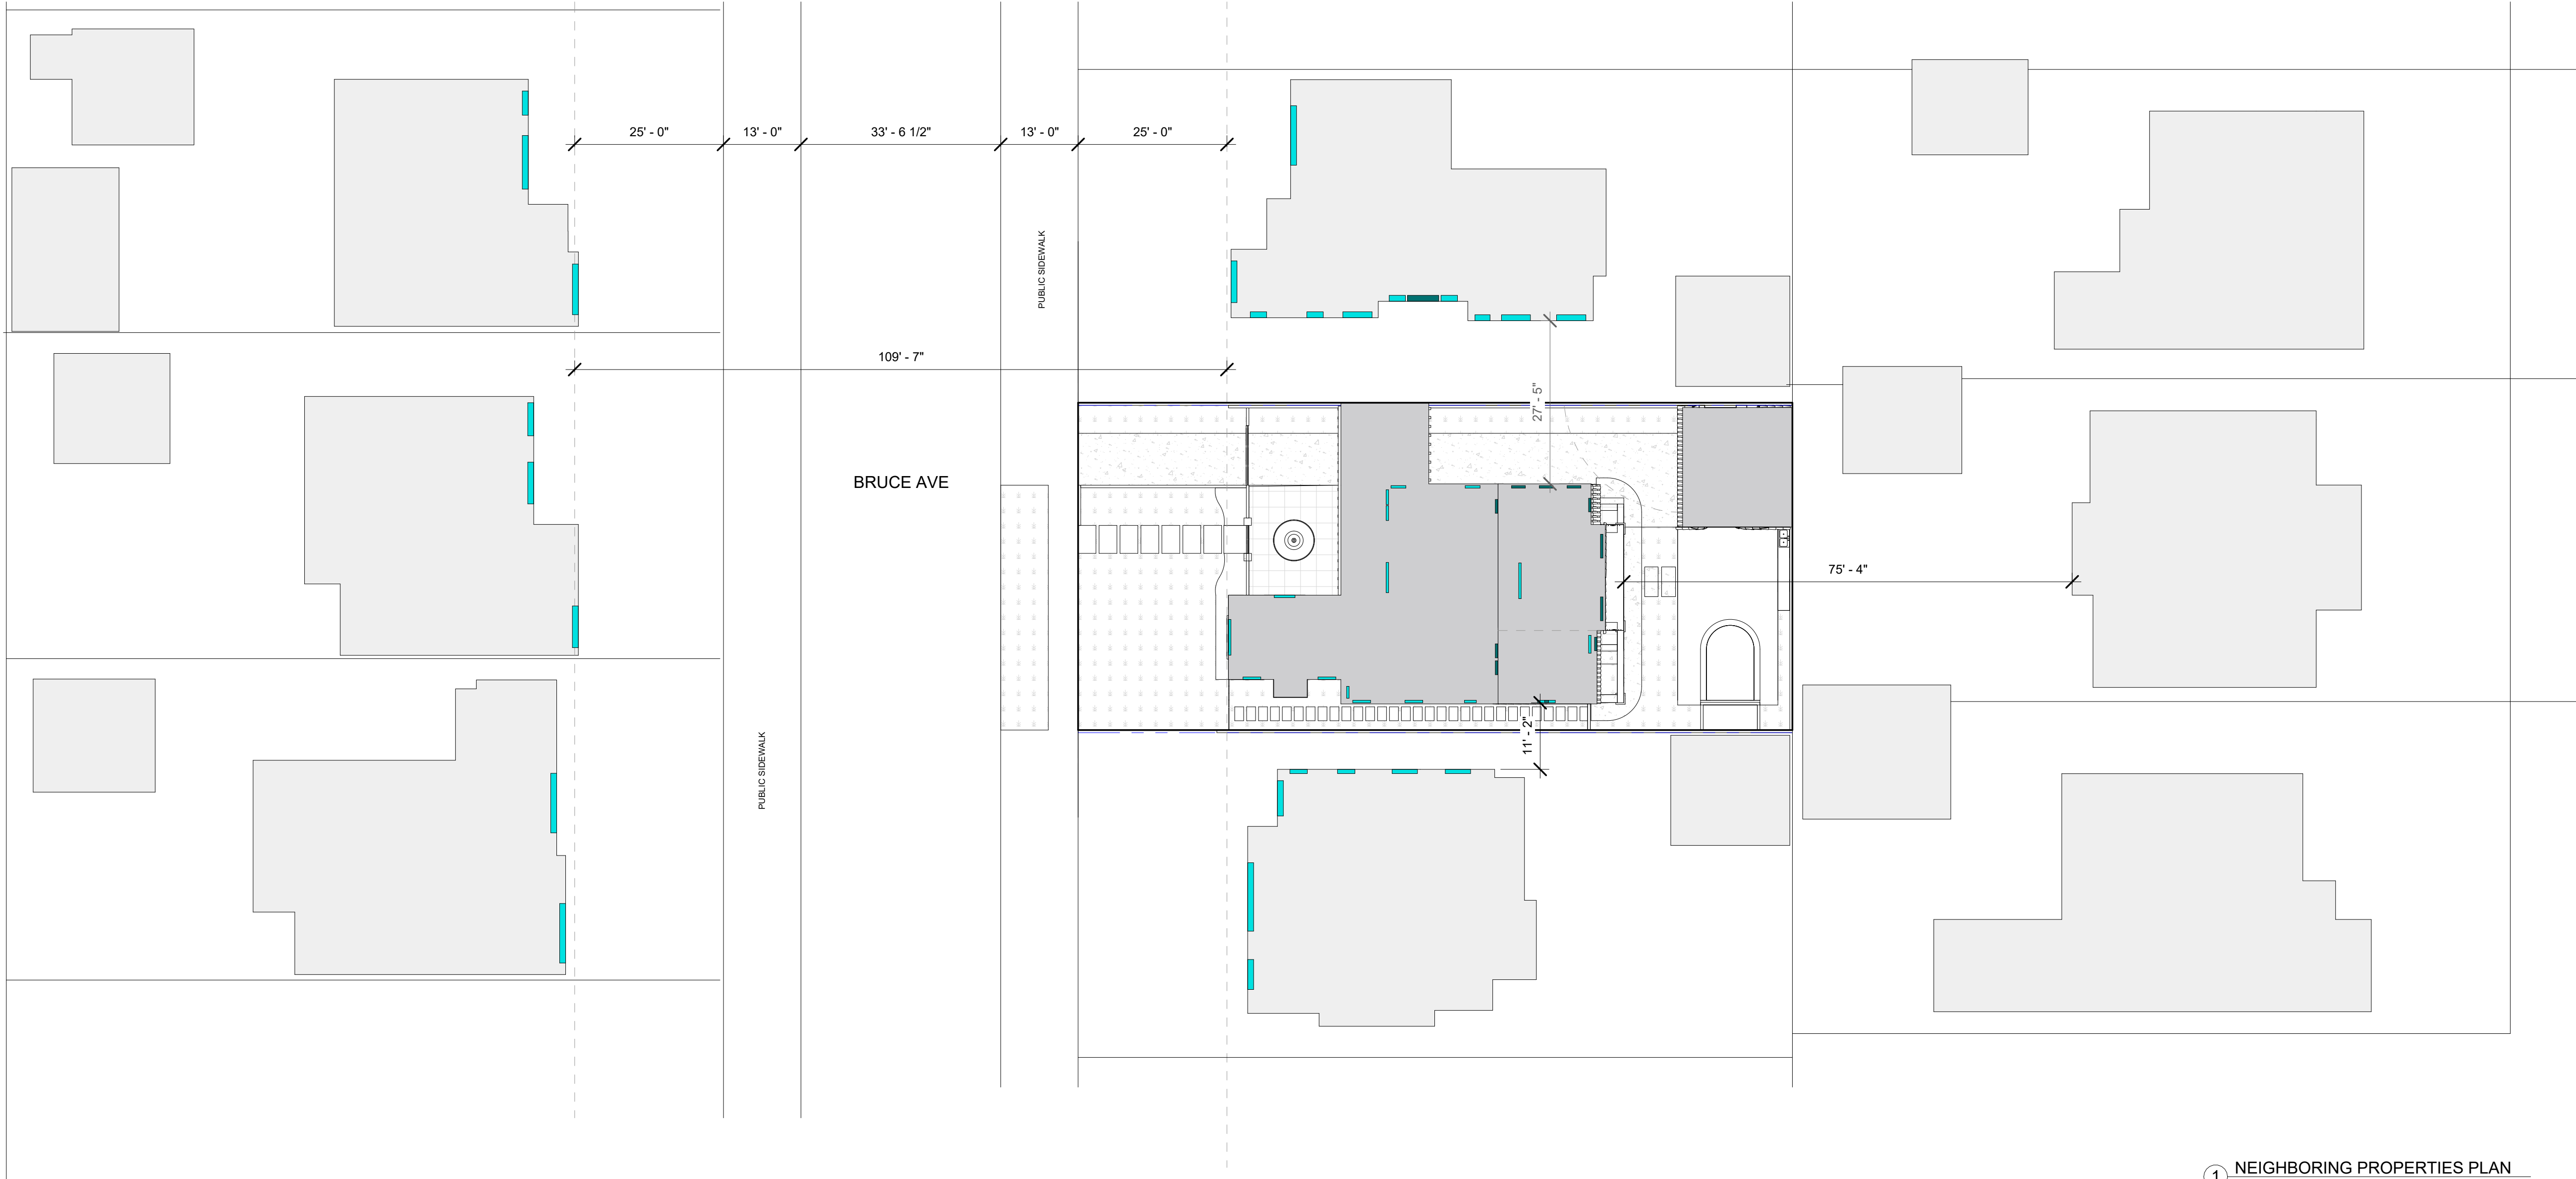 25' - 0"
13' - 0"
33' - 6 1/2"
13' - 0"
25' - 0"
PUBLIC SIDEWALK
109' - 7"
27' - 5"
BRUCE AVE
75' - 4"
11' - 2"
PUBLIC SIDEWALK
1
NEIGHBORING PROPERTIES PLAN